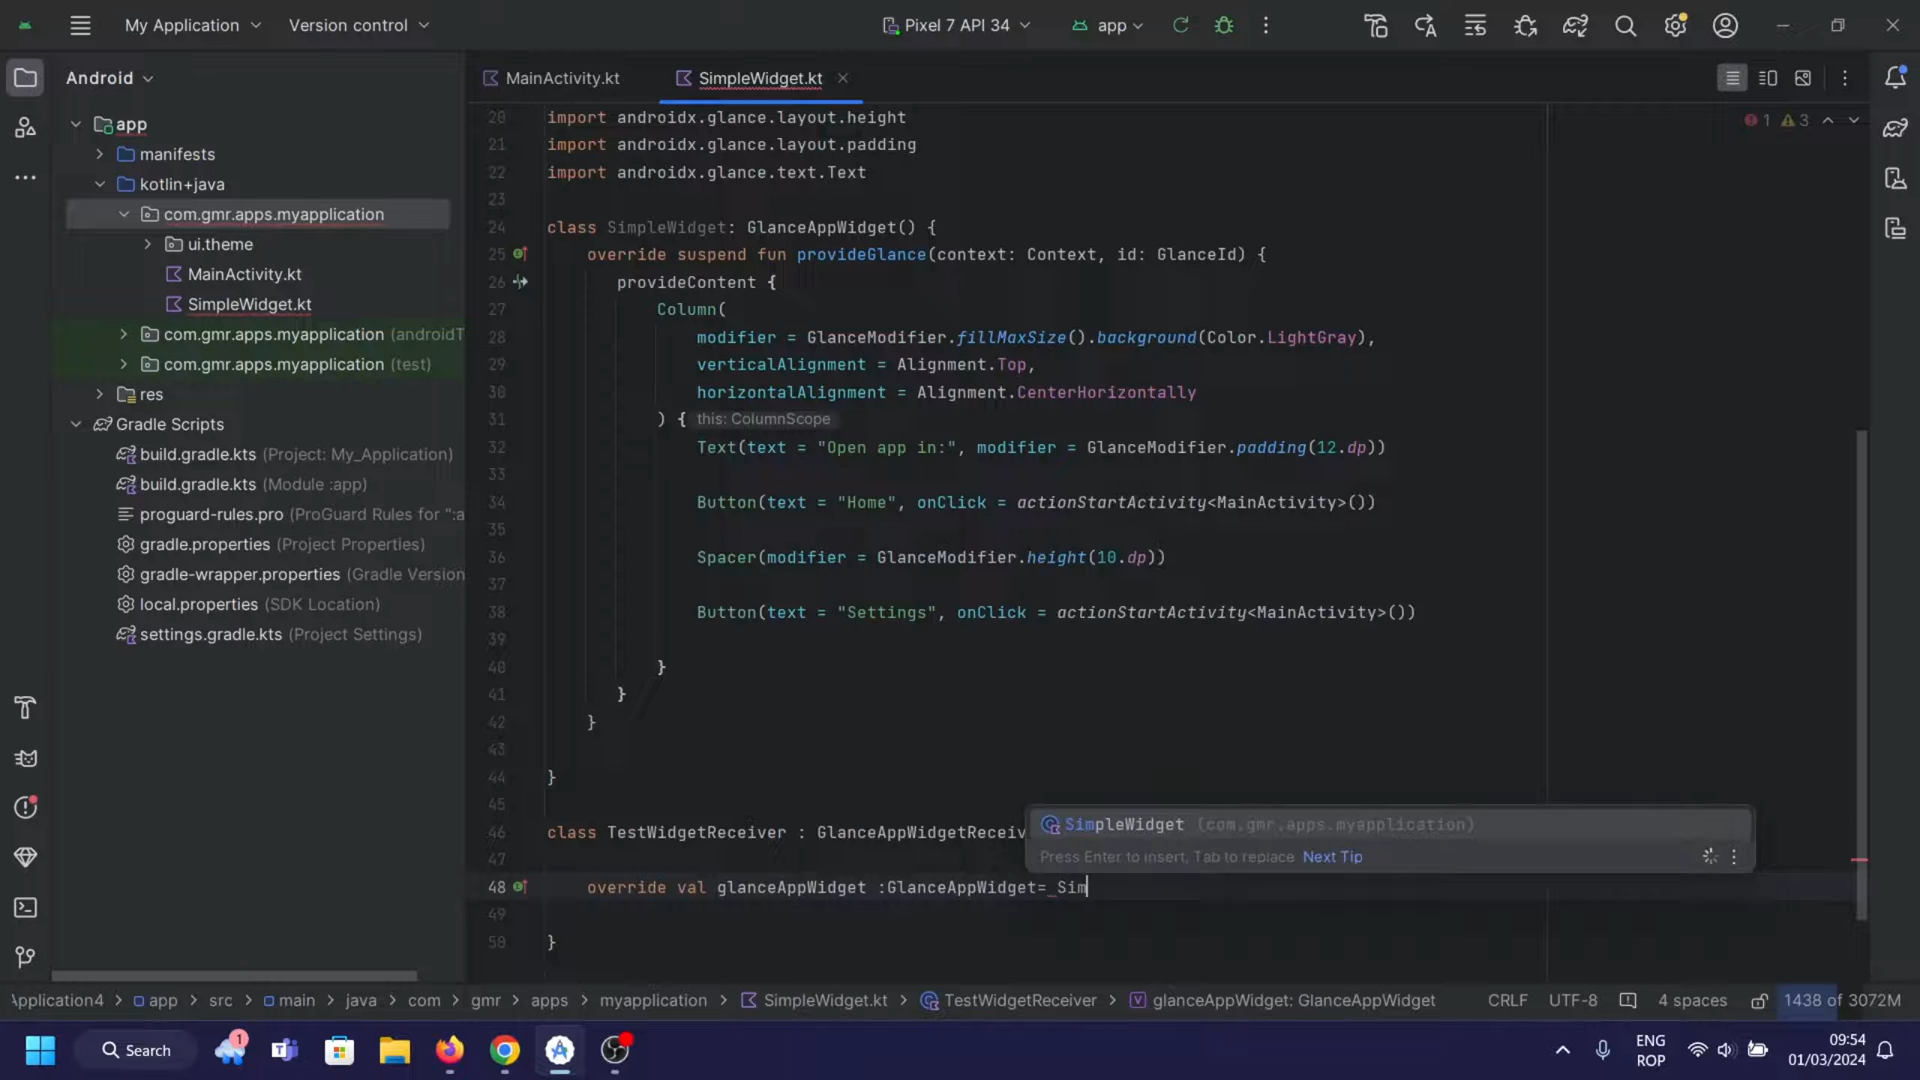 My Application
Version control
Pixel 7 API 34
app
Android
MainActivity.kt
SimpleWidget.kt
1
3
app
manifests
kotlin+java
com.gmr.apps.myapplication
ui.theme
MainActivity.kt
SimpleWidget.kt
com.gmr.apps.myapplication (androidT
com.gmr.apps.myapplication (test)
res
Gradle Scripts
build.gradle.kts (Project: My_Application)
build.gradle.kts (Module :app)
proguard-rules.pro (ProGuard Rules for ":a
gradle.properties (Project Properties)
gradle-wrapper.properties (Gradle Version
local.properties (SDK Location)
settings.gradle.kts (Project Settings)
20 import androidx.glance.layout.height
21 import androidx.glance.layout.padding
22 import androidx.glance.text.Text
23
24 class SimpleWidget: GlanceAppWidget() {
25 override suspend fun provideGlance(context: Context, id: GlanceId) {
26 provideContent {
27 Column(
28 modifier = GlanceModifier.fillMaxSize().background(Color.LightGray),
29 verticalAlignment = Alignment.Top,
30 horizontalAlignment = Alignment.CenterHorizontally
31 ) { this: ColumnScope
32 Text(text = "Open app in:", modifier = GlanceModifier.padding(12.dp))
33
34 Button(text = "Home", onClick = actionStartActivity<MainActivity>())
35
36 Spacer(modifier = GlanceModifier.height(10.dp))
37
38 Button(text = "Settings", onClick = actionStartActivity<MainActivity>())
39
40 }
41 }
42 }
43
44 }
45
46 class TestWidgetReceiver : GlanceAppWidgetReceiv
SimpleWidget (com.gmr.apps.myapplication)
Press Enter to insert, Tab to replace Next Tip
47
48 override val glanceAppWidget :GlanceAppWidget= Sim
49
50 }
Application4 > app > src > main > java > com > gmr > apps > myapplication > SimpleWidget.kt > TestWidgetReceiver > glanceAppWidget: GlanceAppWidget
CRLF UTF-8 4 spaces 1438 of 3072M
Search
1
ENG
ROP
09:54
01/03/2024